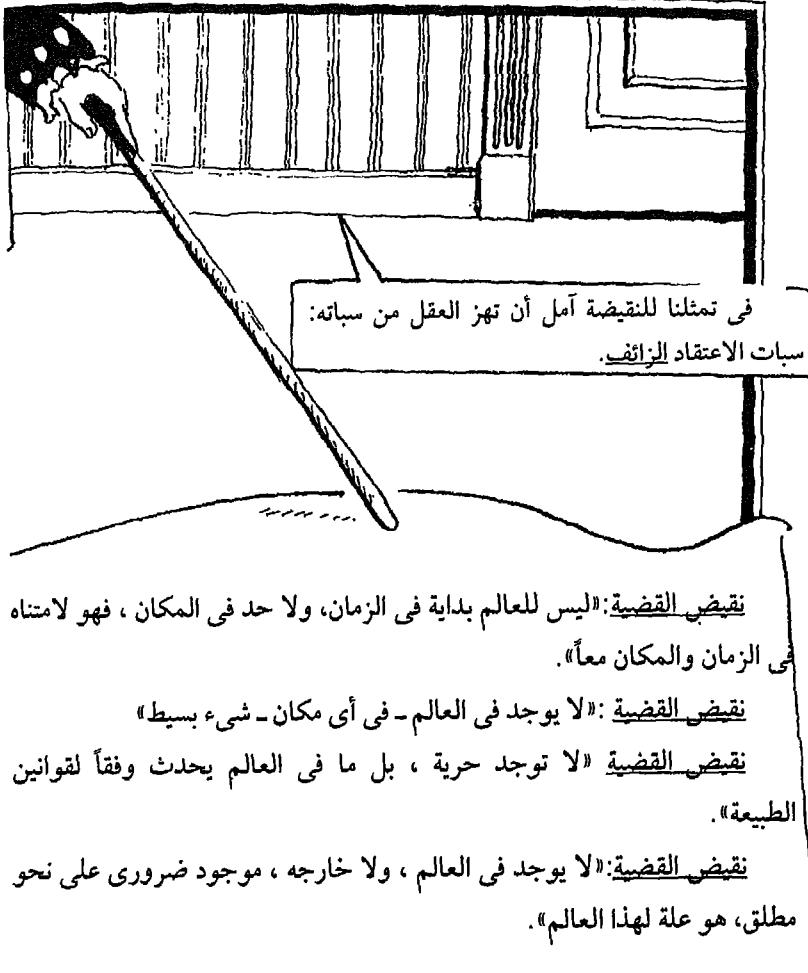 فى تمثلنا للنقيضة آمل أن تهز العقل من سباته:
سبات الاعتقاد الزائف.
نقيض القضية:«ليس للعالم بداية فى الزمان، ولا حد فى المكان ، فهو لامتناه
فى الزمان والمكان معاً».
نقيض القضية :«لا يوجد فى العالم ـ فى أى مكان ـ شىء بسيط»
نقيض القضية «لا توجد حرية ، بل ما فى العالم يحدث وفقاً لقوانين
الطبيعة».
نقيض القضية:«لا يوجد فى العالم ، ولا خارجه ، موجود ضرورى على نحو
مطلق، هو علة لهذا العالم».